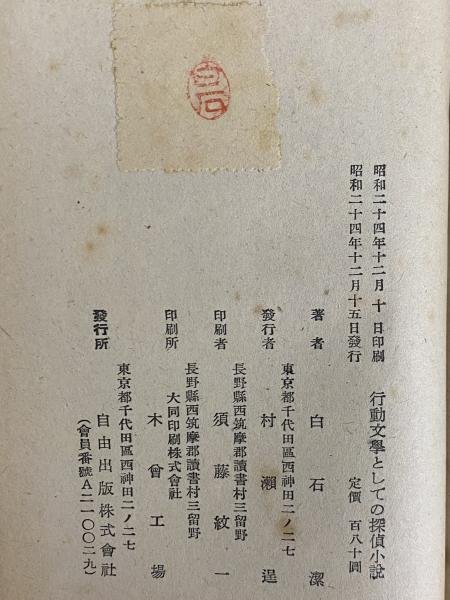 白石
昭和二十四年十二月 十 日印刷
昭和二十四年十二月十五日發行
行動文學としての探偵小說
定價 百八十圓
著者 白石潔
東京都千代田區西神田二ノ二七
發行者 村瀨逞
長野縣西筑摩郡讀書村三留野
印刷者 須藤紋一
長野縣西筑摩郡讀書村三留野
大同印刷株式會社
印刷所 木曾工場
東京都千代田區西神田二ノ二七
發行所 自由出版株式會社
(會員番號A二一〇〇二九)